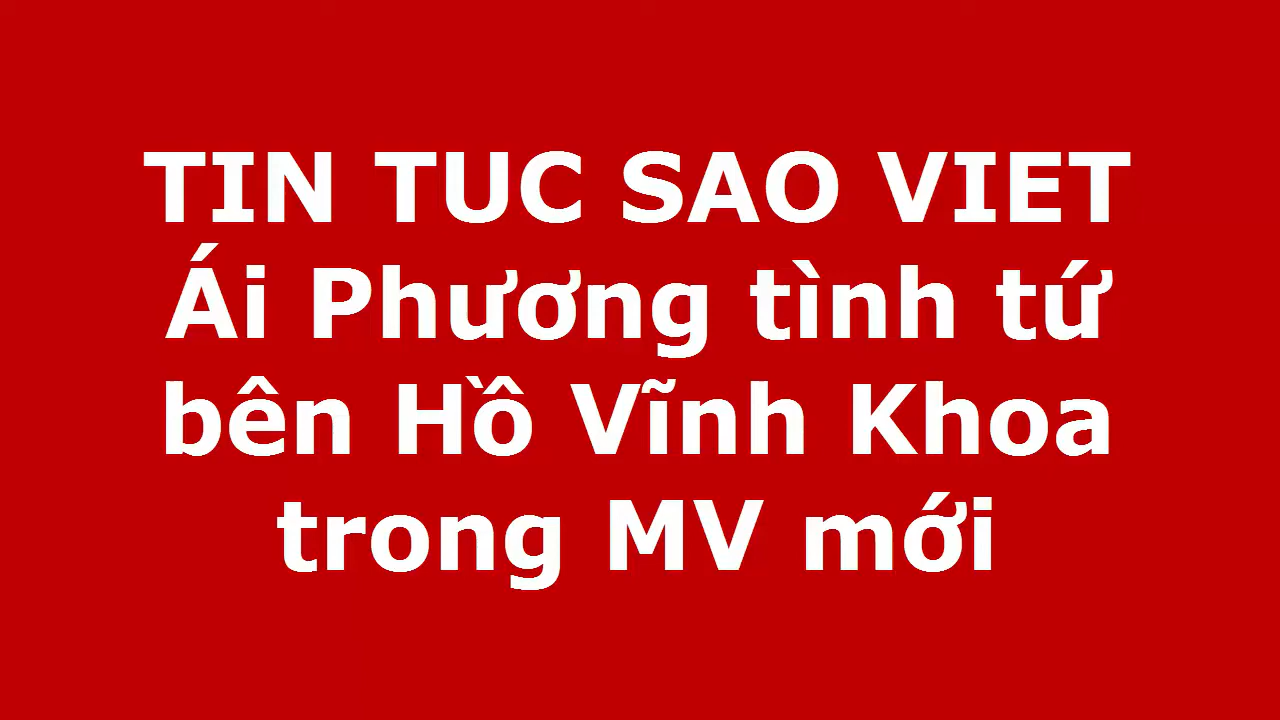 TIN TUC SAO VIET
Ái Phương tình tứ
bên Hồ Vĩnh Khoa
trong MV mới